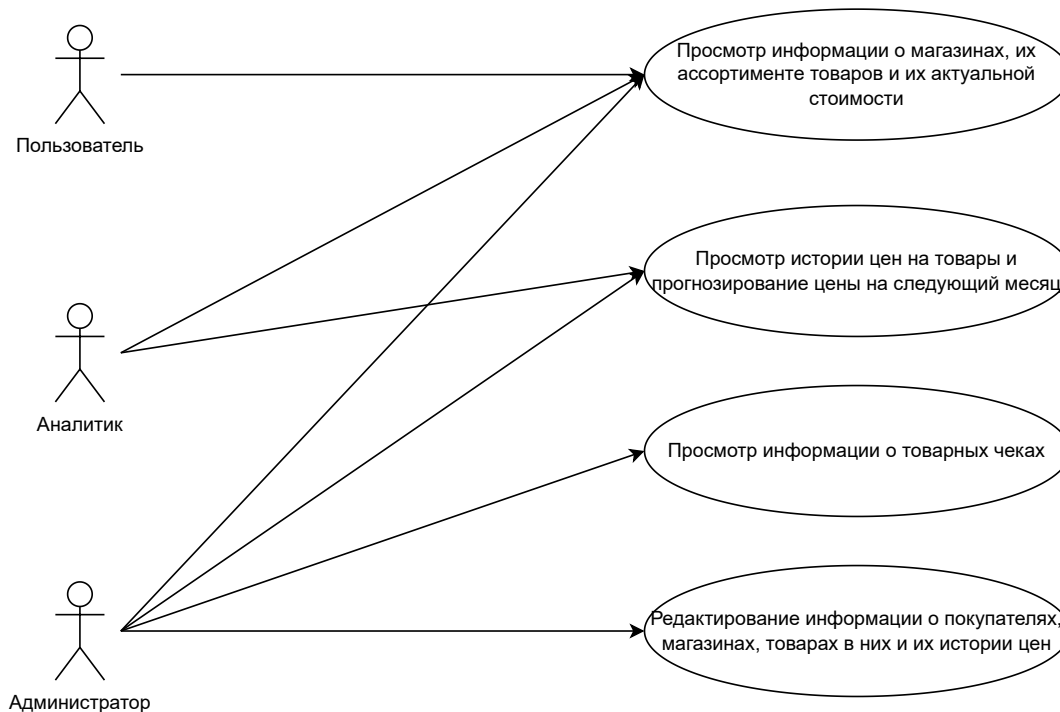 Пользователь
Просмотр информации о магазинах, их
ассортименте товаров и их актуальной
стоимости
Просмотр истории цен на товары и
прогнозирование цены на следующий месяц
Аналитик
Просмотр информации о товарных чеках
Редактирование информации о покупателях,
магазинах, товарах в них и их истории цен
Администратор